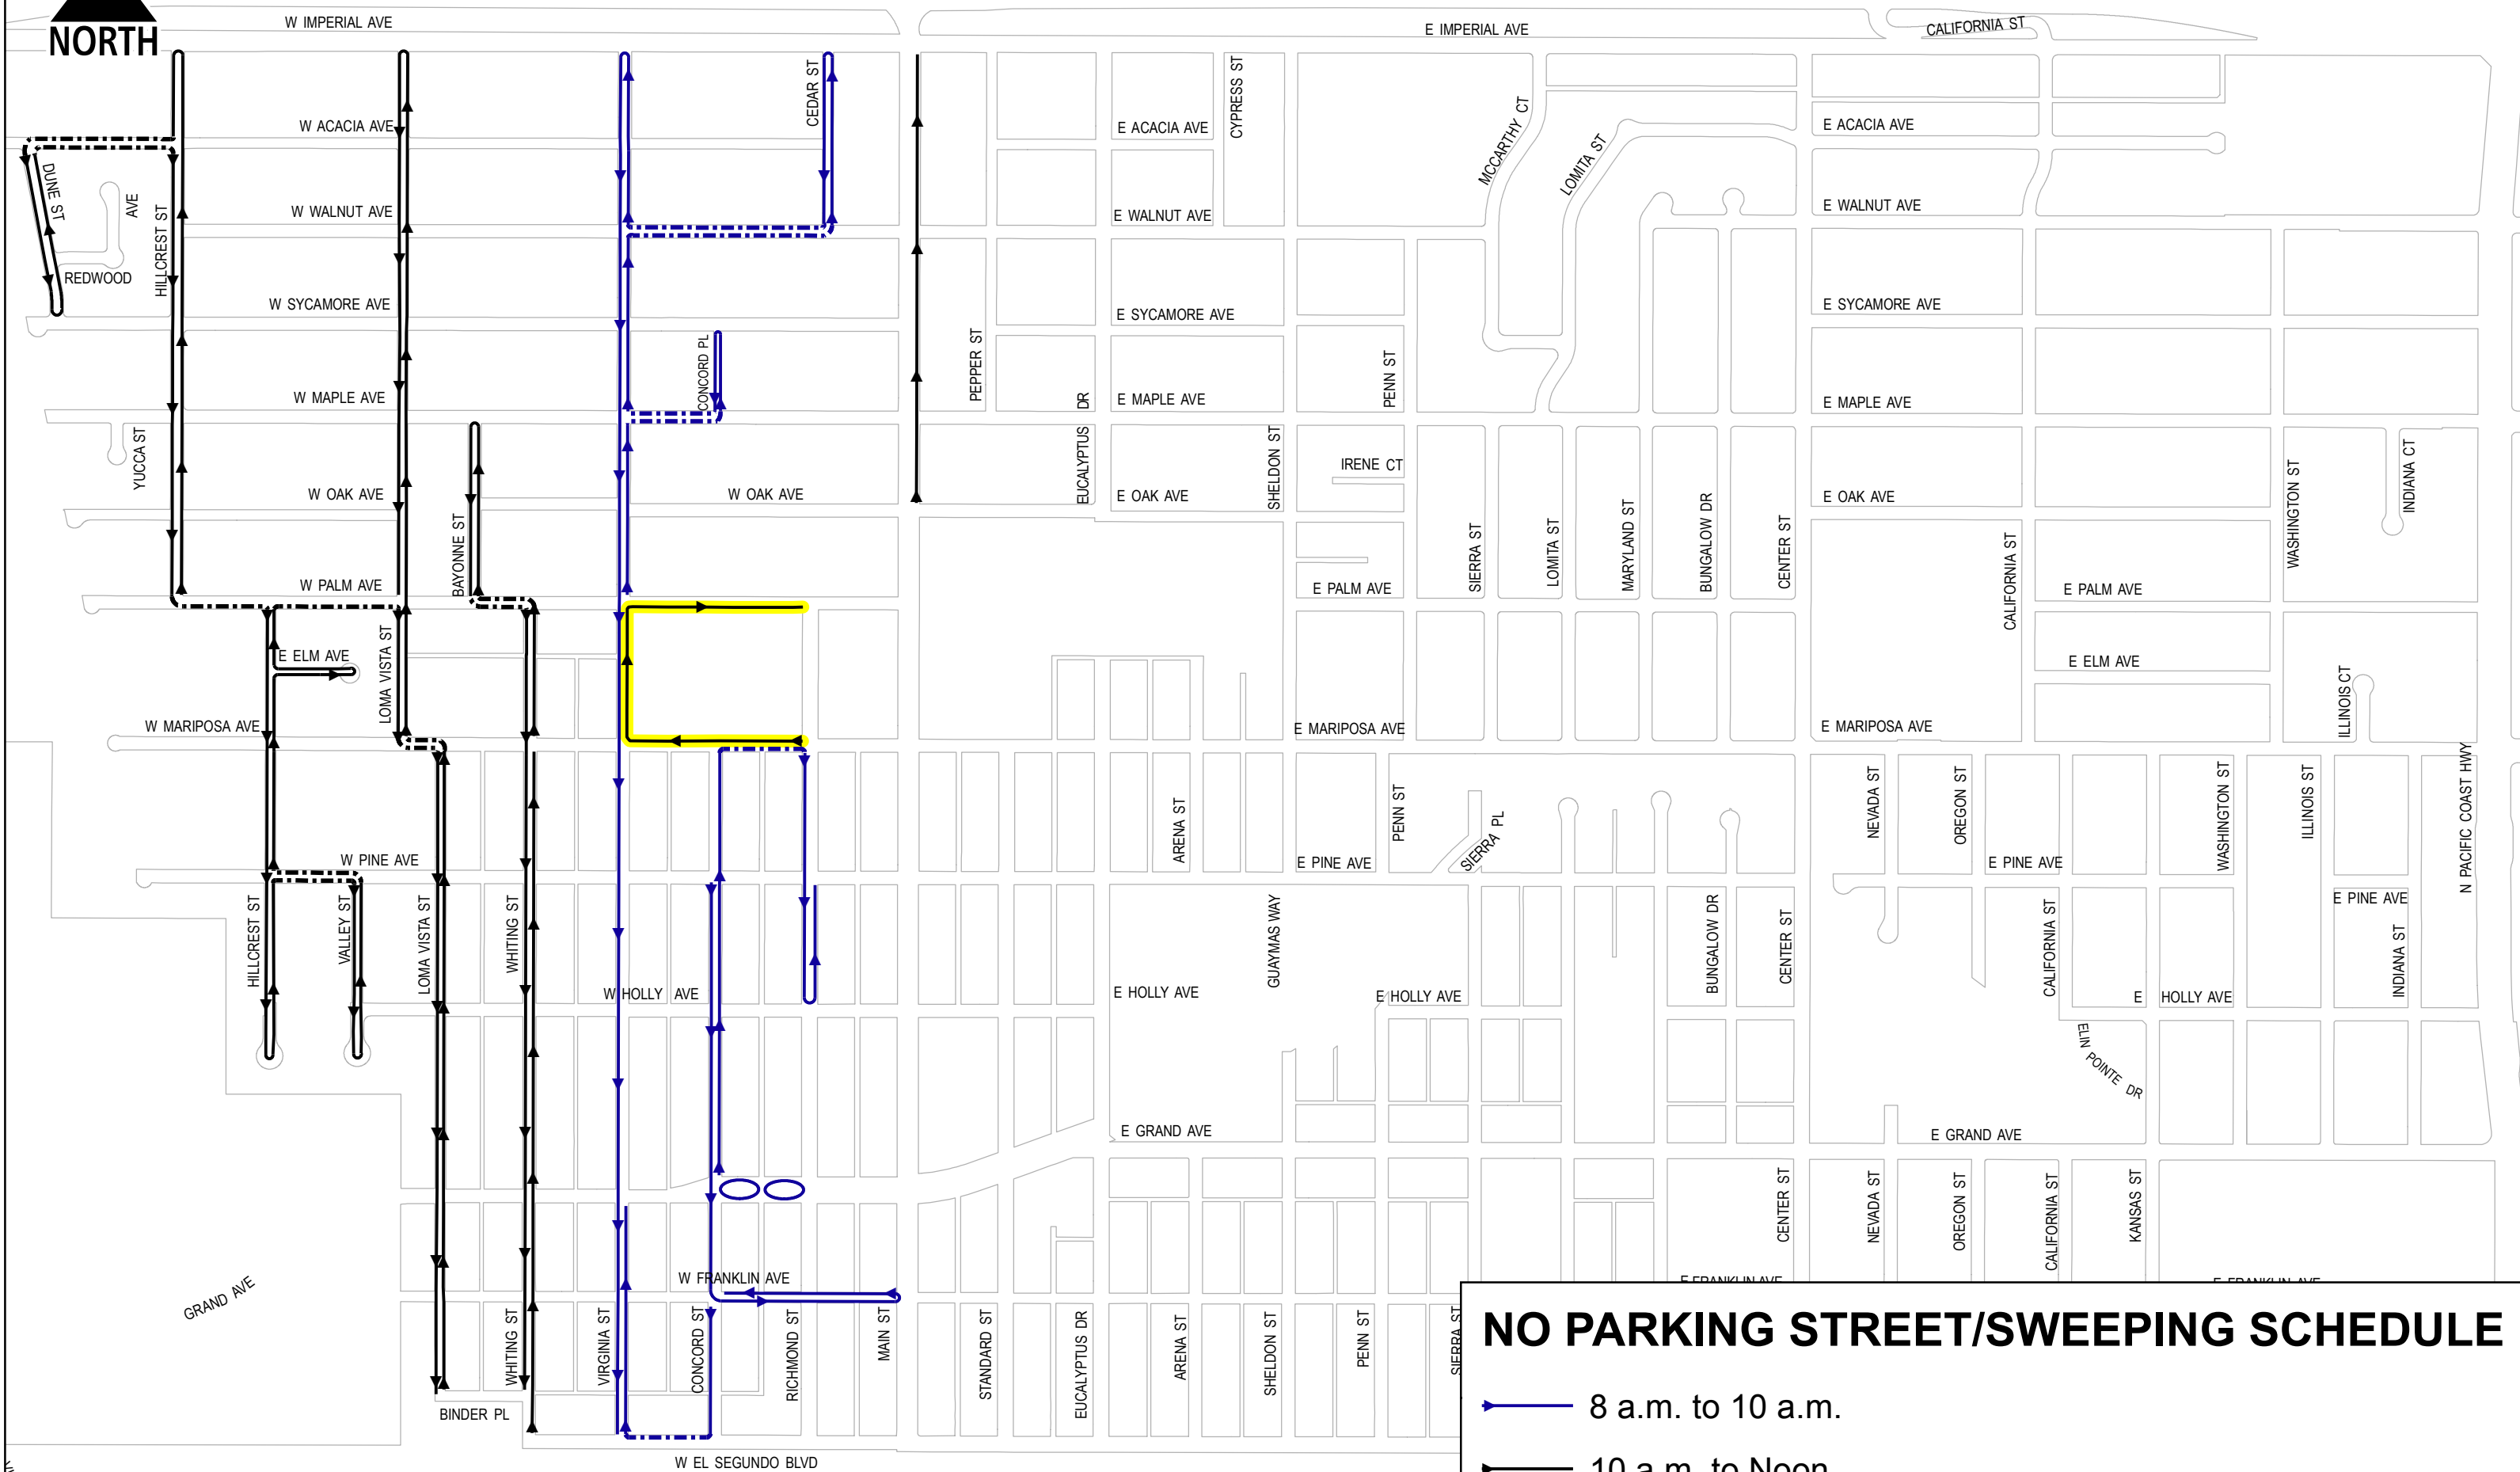 W IMPERIAL AVE
E IMPERIAL AVE
CALIFORNIA ST
NORTH
CEDAR ST
CYPRESS ST
W ACACIA AVE
E ACACIA AVE
MCCARTHY CT
LOMITA ST
E ACACIA AVE
DUNE ST
AVE
HILLCREST ST
W WALNUT AVE
E WALNUT AVE
E WALNUT AVE
REDWOOD
W SYCAMORE AVE
E SYCAMORE AVE
E SYCAMORE AVE
CONCORD PL
PEPPER ST
PENN ST
W MAPLE AVE
DR
E MAPLE AVE
E MAPLE AVE
YUCCA ST
EUCALYPTUS
SHELDON ST
IRENE CT
WASHINGTON ST
INDIANA CT
W OAK AVE
W OAK AVE
E OAK AVE
E OAK AVE
BAYONNE ST
SIERRA ST
LOMITA ST
MARYLAND ST
BUNGALOW DR
CENTER ST
CALIFORNIA ST
W PALM AVE
E PALM AVE
E PALM AVE
LOMA VISTA ST
E ELM AVE
E ELM AVE
ILLINOIS CT
W MARIPOSA AVE
E MARIPOSA AVE
E MARIPOSA AVE
ARENA ST
PENN ST
SIERRA PL
NEVADA ST
OREGON ST
WASHINGTON ST
ILLINOIS ST
N PACIFIC COAST HWY
W PINE AVE
E PINE AVE
E PINE AVE
E PINE AVE
HILLCREST ST
VALLEY ST
LOMA VISTA ST
WHITING ST
GUAYMAS WAY
BUNGALOW DR
CENTER ST
CALIFORNIA ST
INDIANA ST
W HOLLY AVE
E HOLLY AVE
E HOLLY AVE
E HOLLY AVE
ELIN POINTE DR
E GRAND AVE
E GRAND AVE
CENTER ST
NEVADA ST
OREGON ST
CALIFORNIA ST
KANSAS ST
GRAND AVE
W FRANKLIN AVE
E FRANKLIN AVE
E FRANKLIN AVE
WHITING ST
VIRGINIA ST
CONCORD ST
RICHMOND ST
MAIN ST
STANDARD ST
EUCALYPTUS DR
ARENA ST
SHELDON ST
PENN ST
SIERRA ST
NO PARKING STREET/SWEEPING SCHEDULE
8 a.m. to 10 a.m.
BINDER PL
W EL SEGUNDO BLVD
10 a.m. to Noon